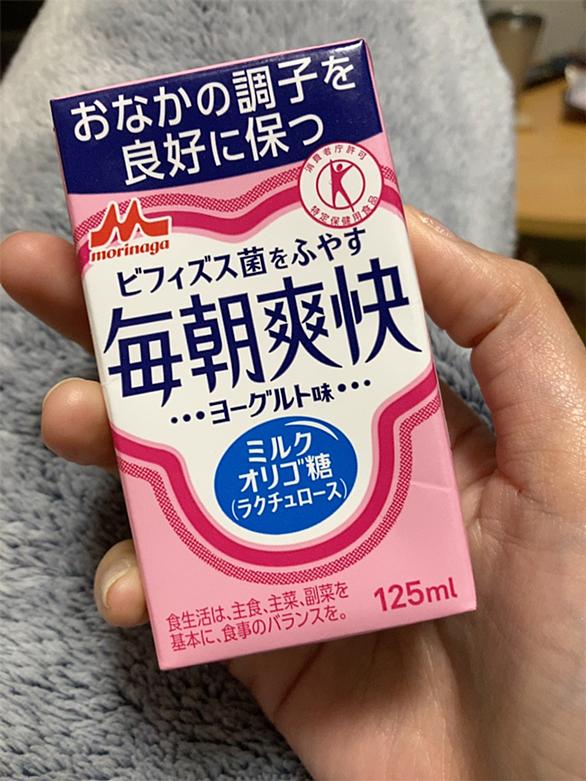 おなかの調子を
良好に保つ
消費者庁許可
特定保健用食品
morinaga
ビフィズス菌をふやす
毎朝爽快
•••ヨーグルト味•••
ミルク
オリゴ糖
(ラクチュロース)
食生活は、主食、主菜、副菜を
基本に、食事のバランスを。
125ml